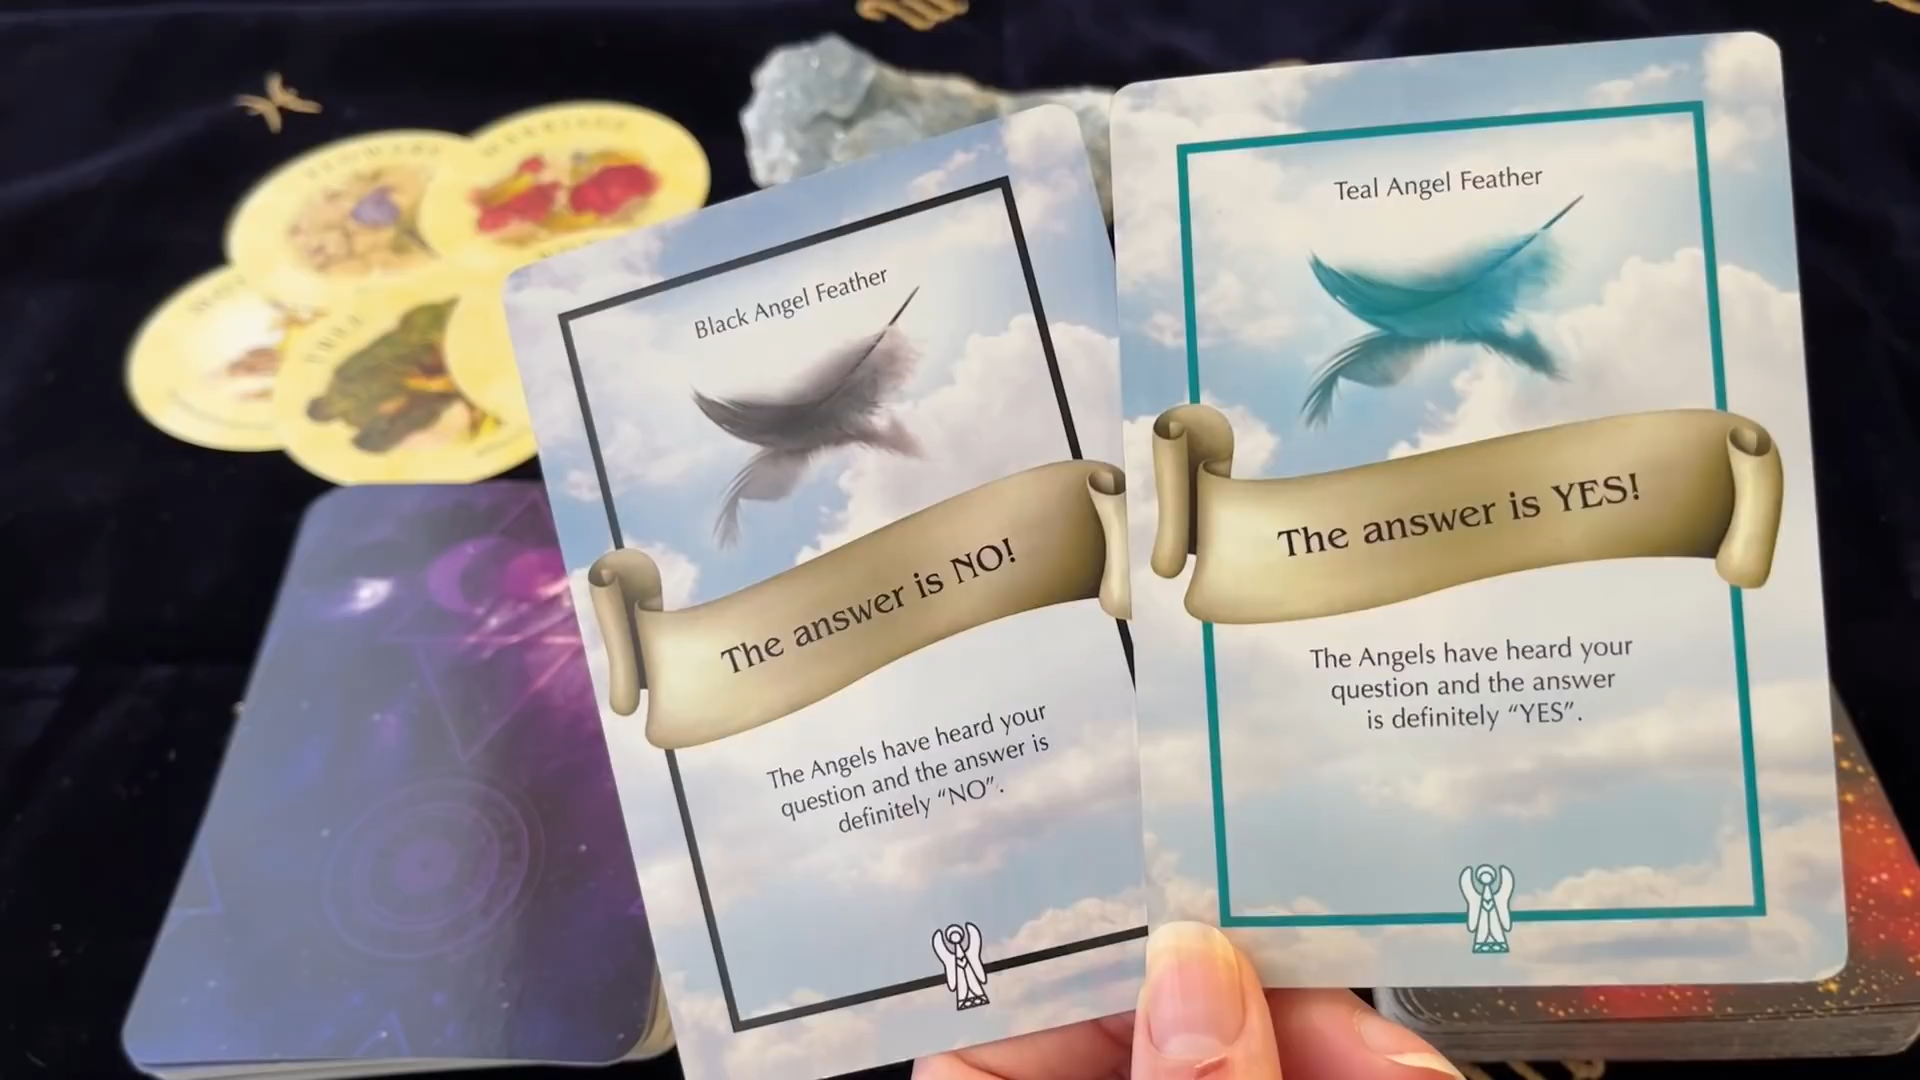 Black Angel Feather
The answer is NO!
The Angels have heard your
question and the answer is
definitely “NO”.
Teal Angel Feather
The answer is YES!
The Angels have heard your
question and the answer
is definitely “YES”.